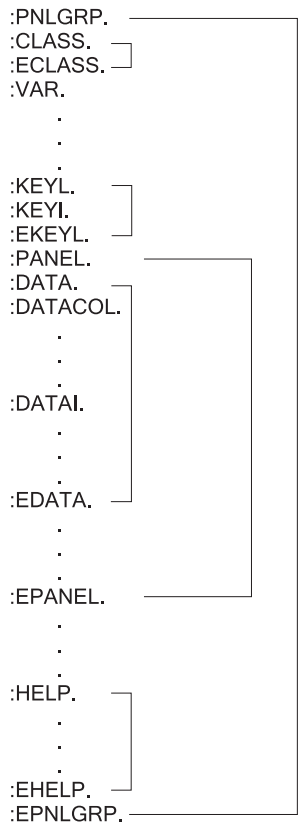 :PNLGRP.
:CLASS.
:ECLASS.
:VAR.
.
.
.
:KEYL.
:KEYI.
:EKEYL.
:PANEL.
:DATA.
:DATACOL.
.
.
.
:DATAI.
.
.
.
:EDATA.
.
.
.
:EPANEL.
.
.
.
:HELP.
.
.
.
:EHELP.
:EPNLGRP.